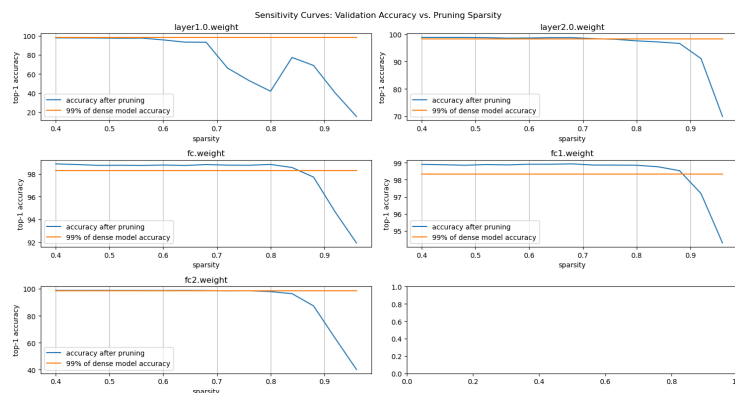 Sensitivity Curves: Validation Accuracy vs. Pruning Sparsity
layer1.0.weight
top-1 accuracy
100
80
60
40
20
accuracy after pruning
99% of dense model accuracy
0.4 0.5 0.6 0.7 0.8 0.9
sparsity
layer2.0.weight
top-1 accuracy
100
90
80
70
accuracy after pruning
99% of dense model accuracy
0.4 0.5 0.6 0.7 0.8 0.9
sparsity
fc.weight
top-1 accuracy
98
96
94
92
accuracy after pruning
99% of dense model accuracy
0.4 0.5 0.6 0.7 0.8 0.9
sparsity
fc1.weight
top-1 accuracy
99
98
97
96
95
accuracy after pruning
99% of dense model accuracy
0.4 0.5 0.6 0.7 0.8 0.9
sparsity
fc2.weight
top-1 accuracy
100
80
60
40
accuracy after pruning
99% of dense model accuracy
0.4 0.5 0.6 0.7 0.8 0.9
sparsity
1.0
0.8
0.6
0.4
0.2
0.0
0.0 0.2 0.4 0.6 0.8